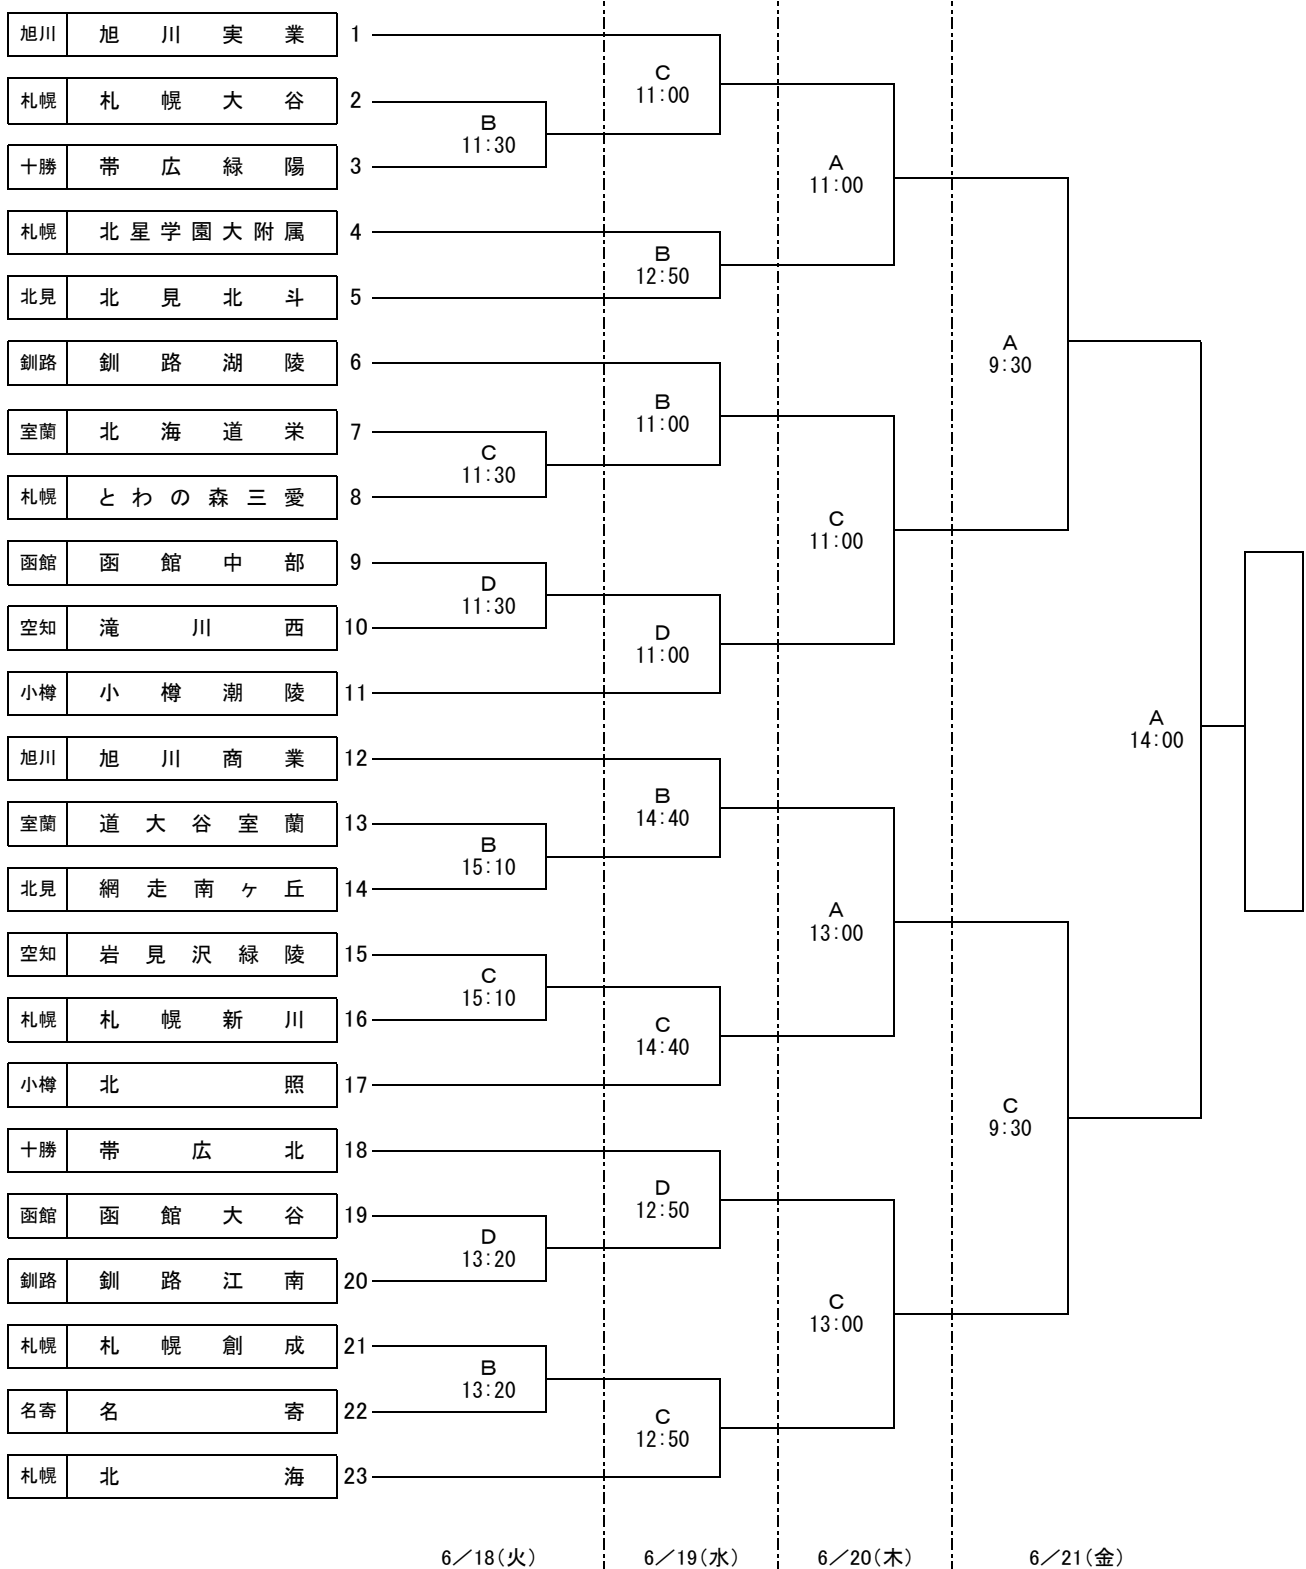 旭川 旭川実業 1
C
11:00
札幌 札幌大谷 2
B
11:30
十勝 帯広緑陽 3
A
11:00
札幌 北星学園大附属 4
B
12:50
北見 北見北斗 5
A
9:30
釧路 釧路湖陵 6
B
11:00
室蘭 北海道栄 7
C
11:30
札幌 とわの森三愛 8
C
11:00
函館 函館中部 9
D
11:30
空知 滝川西 10
D
11:00
小樽 小樽潮陵 11
A
14:00
旭川 旭川商業 12
B
14:40
室蘭 道大谷室蘭 13
B
15:10
北見 網走南ヶ丘 14
A
13:00
空知 岩見沢緑陵 15
C
15:10
札幌 札幌新川 16
C
14:40
小樽 北照 17
C
9:30
十勝 帯広北 18
D
12:50
函館 函館大谷 19
D
13:20
釧路 釧路江南 20
C
13:00
札幌 札幌創成 21
B
13:20
名寄 名寄 22
C
12:50
札幌 北海 23
6／18(火) 6／19(水) 6／20(木) 6／21(金)